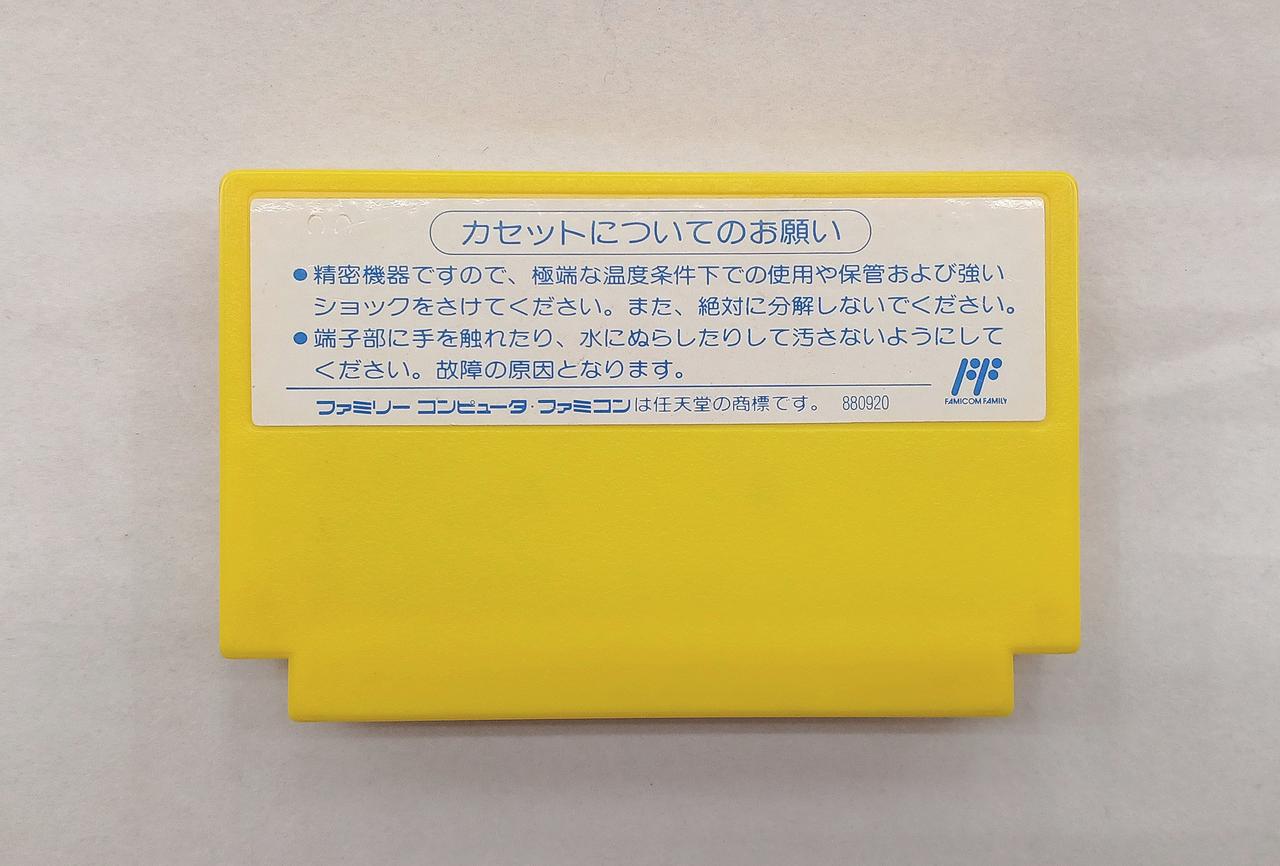 カセットについてのお願い
●精密機器ですので、極端な温度条件下での使用や保管および強い
ショックをさけてください。また、絶対に分解しないでください。
●端子部に手を触れたり、水にぬらしたりして汚さないようにして
ください。故障の原因となります。
FAMICOM FAMILY
ファミリー コンピュータ・ファミコンは任天堂の商標です。 880920